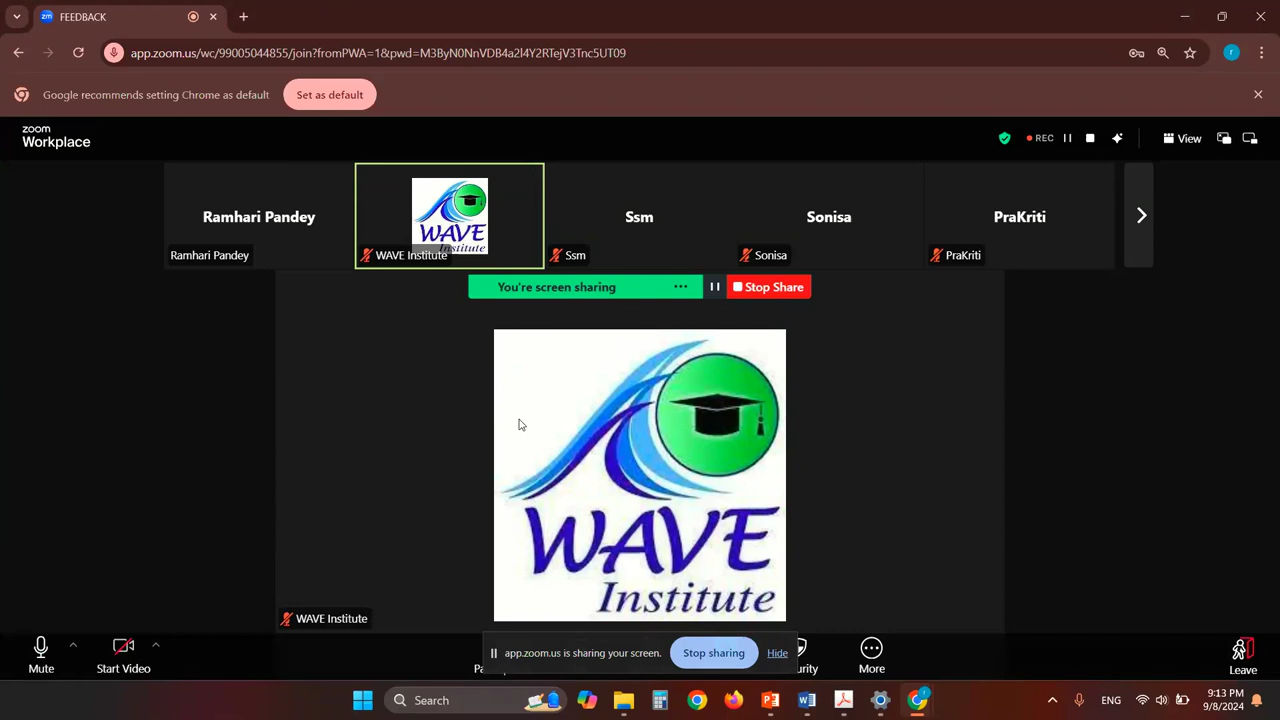 FEEDBACK
app.zoom.us/wc/99005044855/join?fromPWA=1&pwd=M3ByN0NnVDB4a2l4Y2RTejV3Tnc5UT09
Google recommends setting Chrome as default
Set as default
zoom
Workplace
REC
View
Ramhari Pandey
Ssm
Sonisa
PraKriti
WAVE
Institute
Ramhari Pandey
WAVE Institute
Ssm
Sonisa
PraKriti
You're screen sharing
Stop Share
WAVE
Institute
WAVE Institute
app.zoom.us is sharing your screen.
Stop sharing
Hide
Mute
Start Video
More
Leave
Search
ENG
9:13 PM
9/8/2024